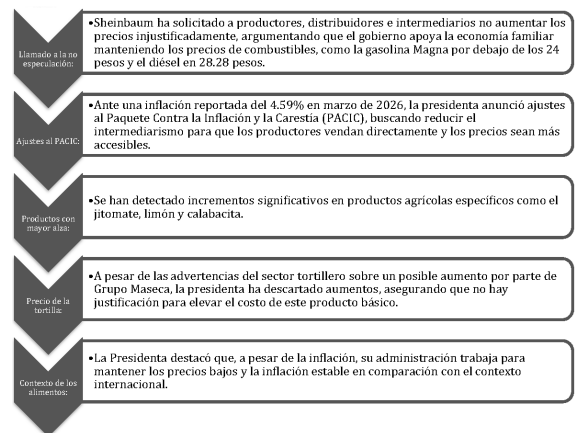 Llamado a la no
especulación:
•Sheinbaum ha solicitado a productores, distribuidores e intermediarios no aumentar los
precios injustificadamente, argumentando que el gobierno apoya la economía familiar
manteniendo los precios de combustibles, como la gasolina Magna por debajo de los 24
pesos y el diésel en 28.28 pesos.
Ajustes al PACIC:
•Ante una inflación reportada del 4.59% en marzo de 2026, la presidenta anunció ajustes
al Paquete Contra la Inflación y la Carestía (PACIC), buscando reducir el
intermediarismo para que los productores vendan directamente y los precios sean más
accesibles.
Productos con
mayor alza:
•Se han detectado incrementos significativos en productos agrícolas específicos como el
jitomate, limón y calabacita.
Precio de la
tortilla:
•A pesar de las advertencias del sector tortillero sobre un posible aumento por parte de
Grupo Maseca, la presidenta ha descartado aumentos, asegurando que no hay
justificación para elevar el costo de este producto básico.
Contexto de los
alimentos:
•La Presidenta destacó que, a pesar de la inflación, su administración trabaja para
mantener los precios bajos y la inflación estable en comparación con el contexto
internacional.